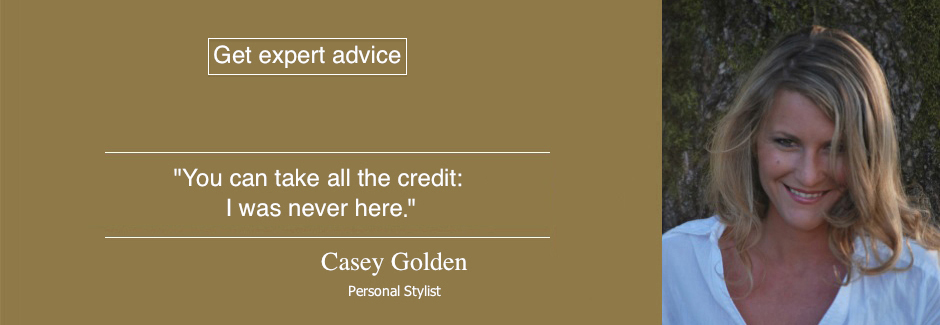 Get expert advice
"You can take all the credit:
I was never here."
Casey Golden
Personal Stylist